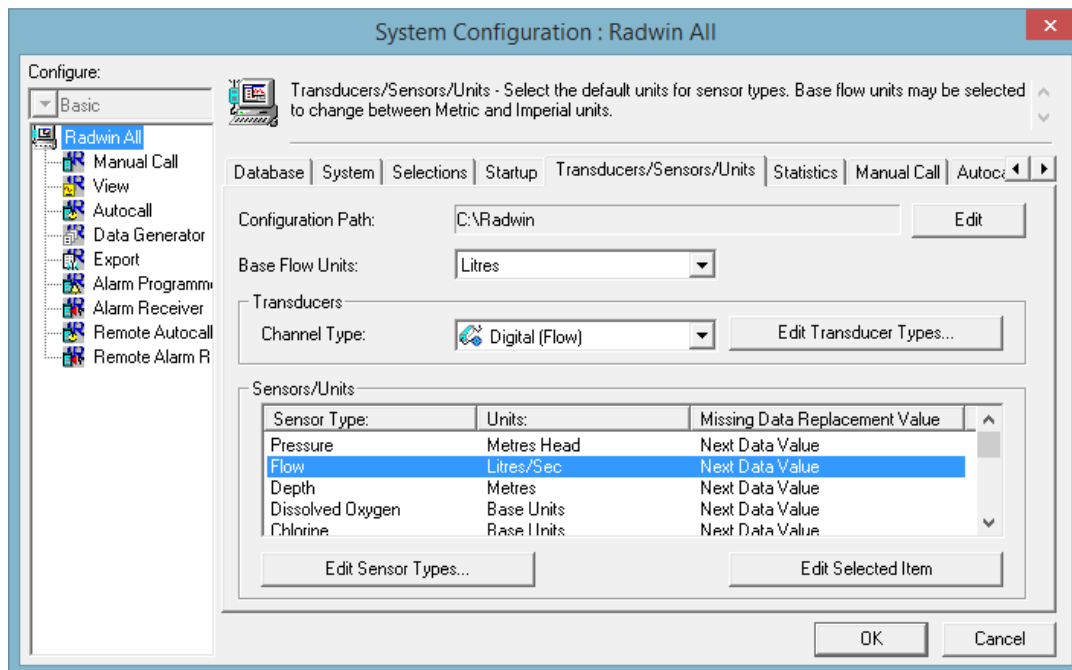 System Configuration : Radwin All
Configure:
Basic
Radwin All
Manual Call
View
Autocall
Data Generator
Export
Alarm Programm
Alarm Receiver
Remote Autocall
Remote Alarm R
Transducers/Sensors/Units - Select the default units for sensor types. Base flow units may be selected
to change between Metric and Imperial units.
Database System Selections Startup Transducers/Sensors/Units Statistics Manual Call Autoca
Configuration Path: C:\Radwin Edit
Base Flow Units: Litres
Transducers
Channel Type: Digital (Flow) Edit Transducer Types...
Sensors/Units
Sensor Type: Units: Missing Data Replacement Value
Pressure Metres Head Next Data Value
Flow Litres/Sec Next Data Value
Depth Metres Next Data Value
Dissolved Oxygen Base Units Next Data Value
Chlorine Base Units Next Data Value
Edit Sensor Types... Edit Selected Item
OK Cancel